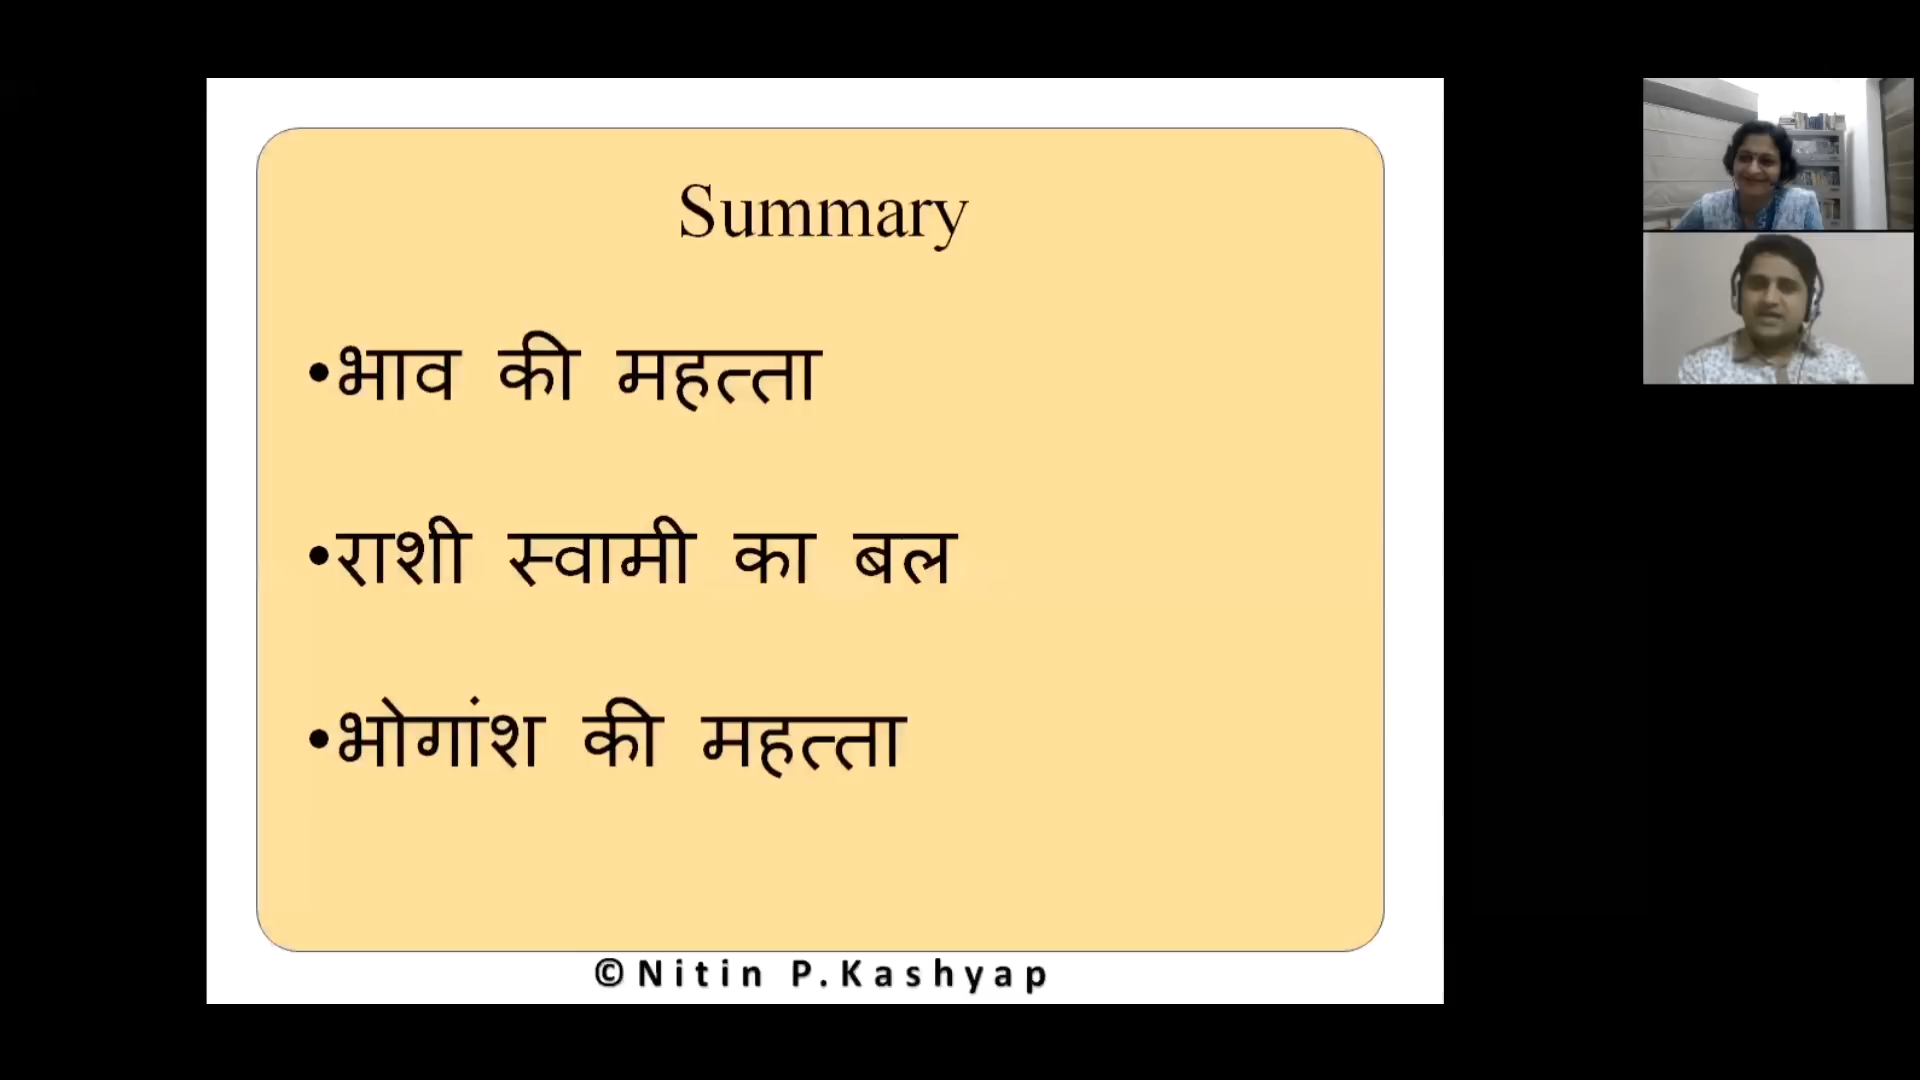 Summary
•भाव की महत्ता
•राशी स्वामी का बल
•भोगांश की महत्ता
©Nitin P.Kashyap